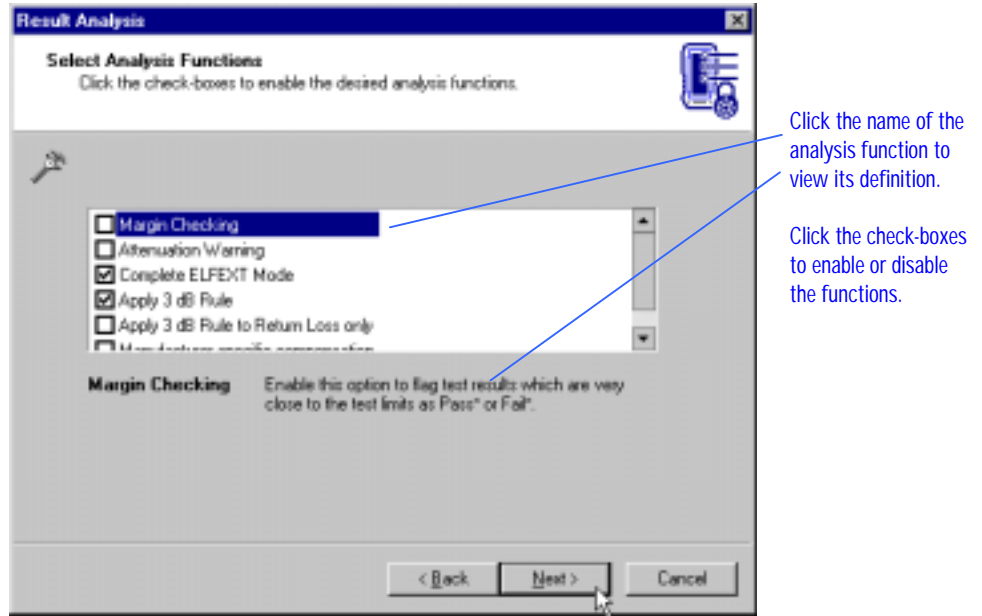 Result Analysis
Select Analysis Functions
Click the check-boxes to enable the desired analysis functions.
Margin Checking
Attenuation Warning
Complete ELFEXT Mode
Apply 3 dB Rule
Apply 3 dB Rule to Return Loss only
Margin Checking
Enable this option to flag test results which are very
close to the test limits as Pass* or Fail*.
< Back
Next >
Cancel
Click the name of the
analysis function to
view its definition.
Click the check-boxes
to enable or disable
the functions.